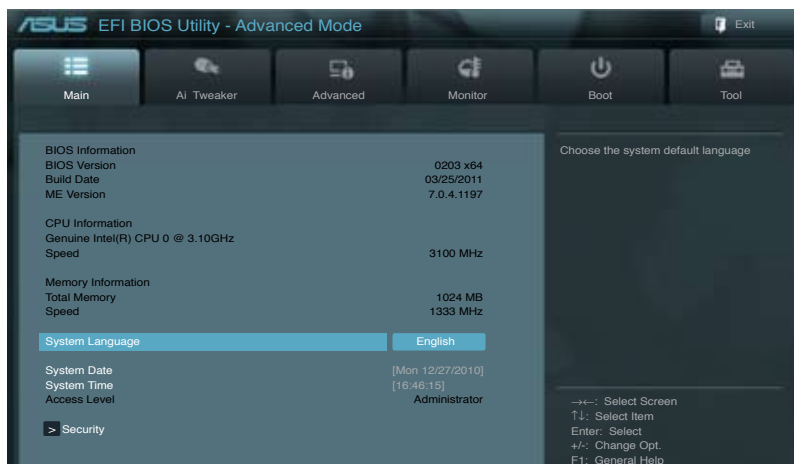 ASUS EFI BIOS Utility - Advanced Mode
Exit
Main
Ai Tweaker
Advanced
Monitor
Boot
Tool
BIOS Information
BIOS Version 0203 x64
Build Date 03/25/2011
ME Version 7.0.4.1197
CPU Information
Genuine Intel(R) CPU 0 @ 3.10GHz
Speed 3100 MHz
Memory Information
Total Memory 1024 MB
Speed 1333 MHz
System Language English
System Date [Mon 12/27/2010]
System Time [16:46:15]
Access Level Administrator
> Security
Choose the system default language
→←: Select Screen
↑↓: Select Item
Enter: Select
+/-: Change Opt.
F1: General Help